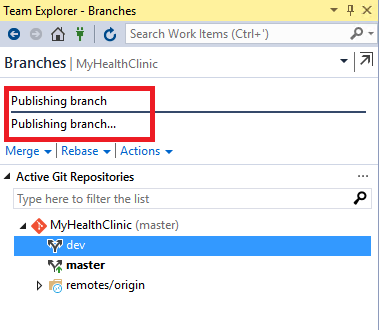 Team Explorer - Branches
Search Work Items (Ctrl+')
Branches | MyHealthClinic
Publishing branch
Publishing branch...
Merge | Rebase | Actions
Active Git Repositories
Type here to filter the list
MyHealthClinic (master)
dev
master
remotes/origin